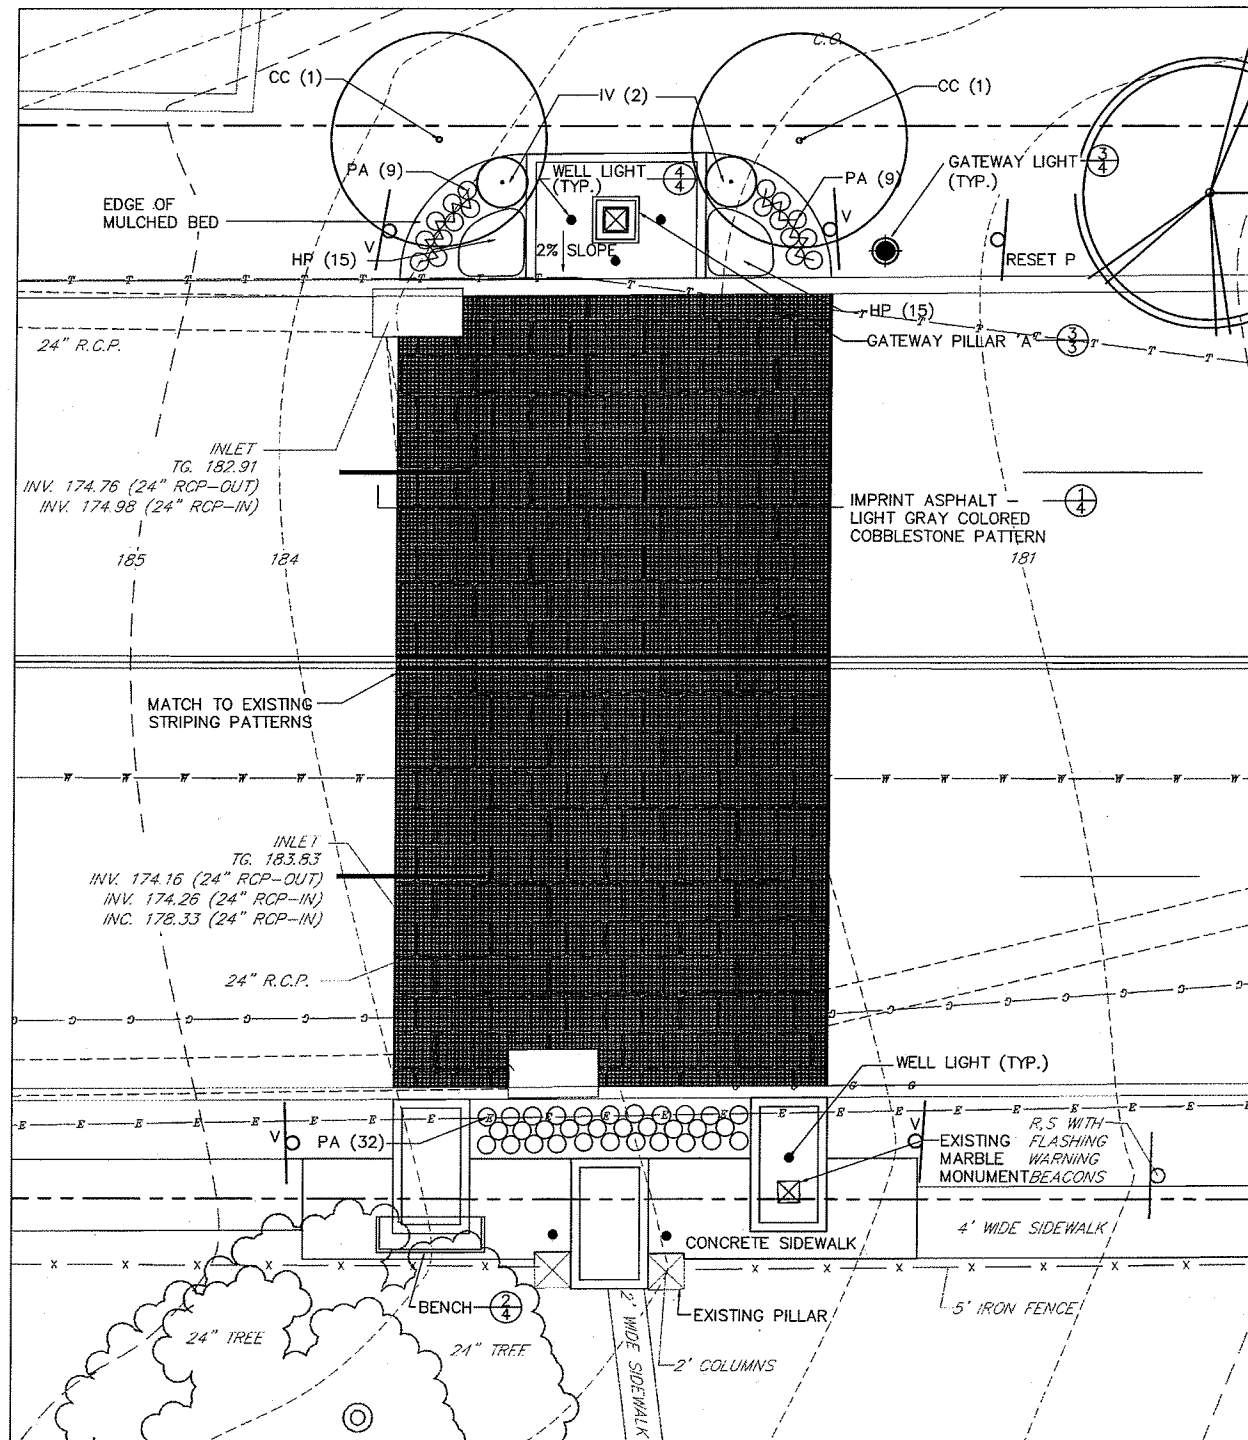 C.O.
CC (1)
IV (2)
CC (1)
PA (9)
WELL LIGHT
(TYP.)
4
4
PA (9)
GATEWAY LIGHT
(TYP.)
3
4
EDGE OF
MULCHED BED
V
V
HP (15)
2% SLOPE
RESET P
T T T T T T T T T T T T T
24" R.C.P.
HP (15)
GATEWAY PILLAR 'A'
3
3
INLET
TG. 182.91
INV. 174.76 (24" RCP-OUT)
INV. 174.98 (24" RCP-IN)
IMPRINT ASPHALT -
LIGHT GRAY COLORED
COBBLESTONE PATTERN
1
4
185
184
181
MATCH TO EXISTING
STRIPING PATTERNS
W W W W W W W W W W W W W
INLET
TG. 183.83
INV. 174.16 (24" RCP-OUT)
INV. 174.26 (24" RCP-IN)
INC. 178.33 (24" RCP-IN)
24" R.C.P.
WELL LIGHT (TYP.)
G G
E E E E E E E E E E E E E E E E E E
V
PA (32)
V
EXISTING
MARBLE
MONUMENT
R,S WITH
FLASHING
WARNING
BEACONS
4' WIDE SIDEWALK
CONCRETE SIDEWALK
X X X X X X X X X X X X X X X
BENCH
2
4
EXISTING PILLAR
5' IRON FENCE
24" TREE
24" TREE
2' WIDE SIDEWALK
2' COLUMNS